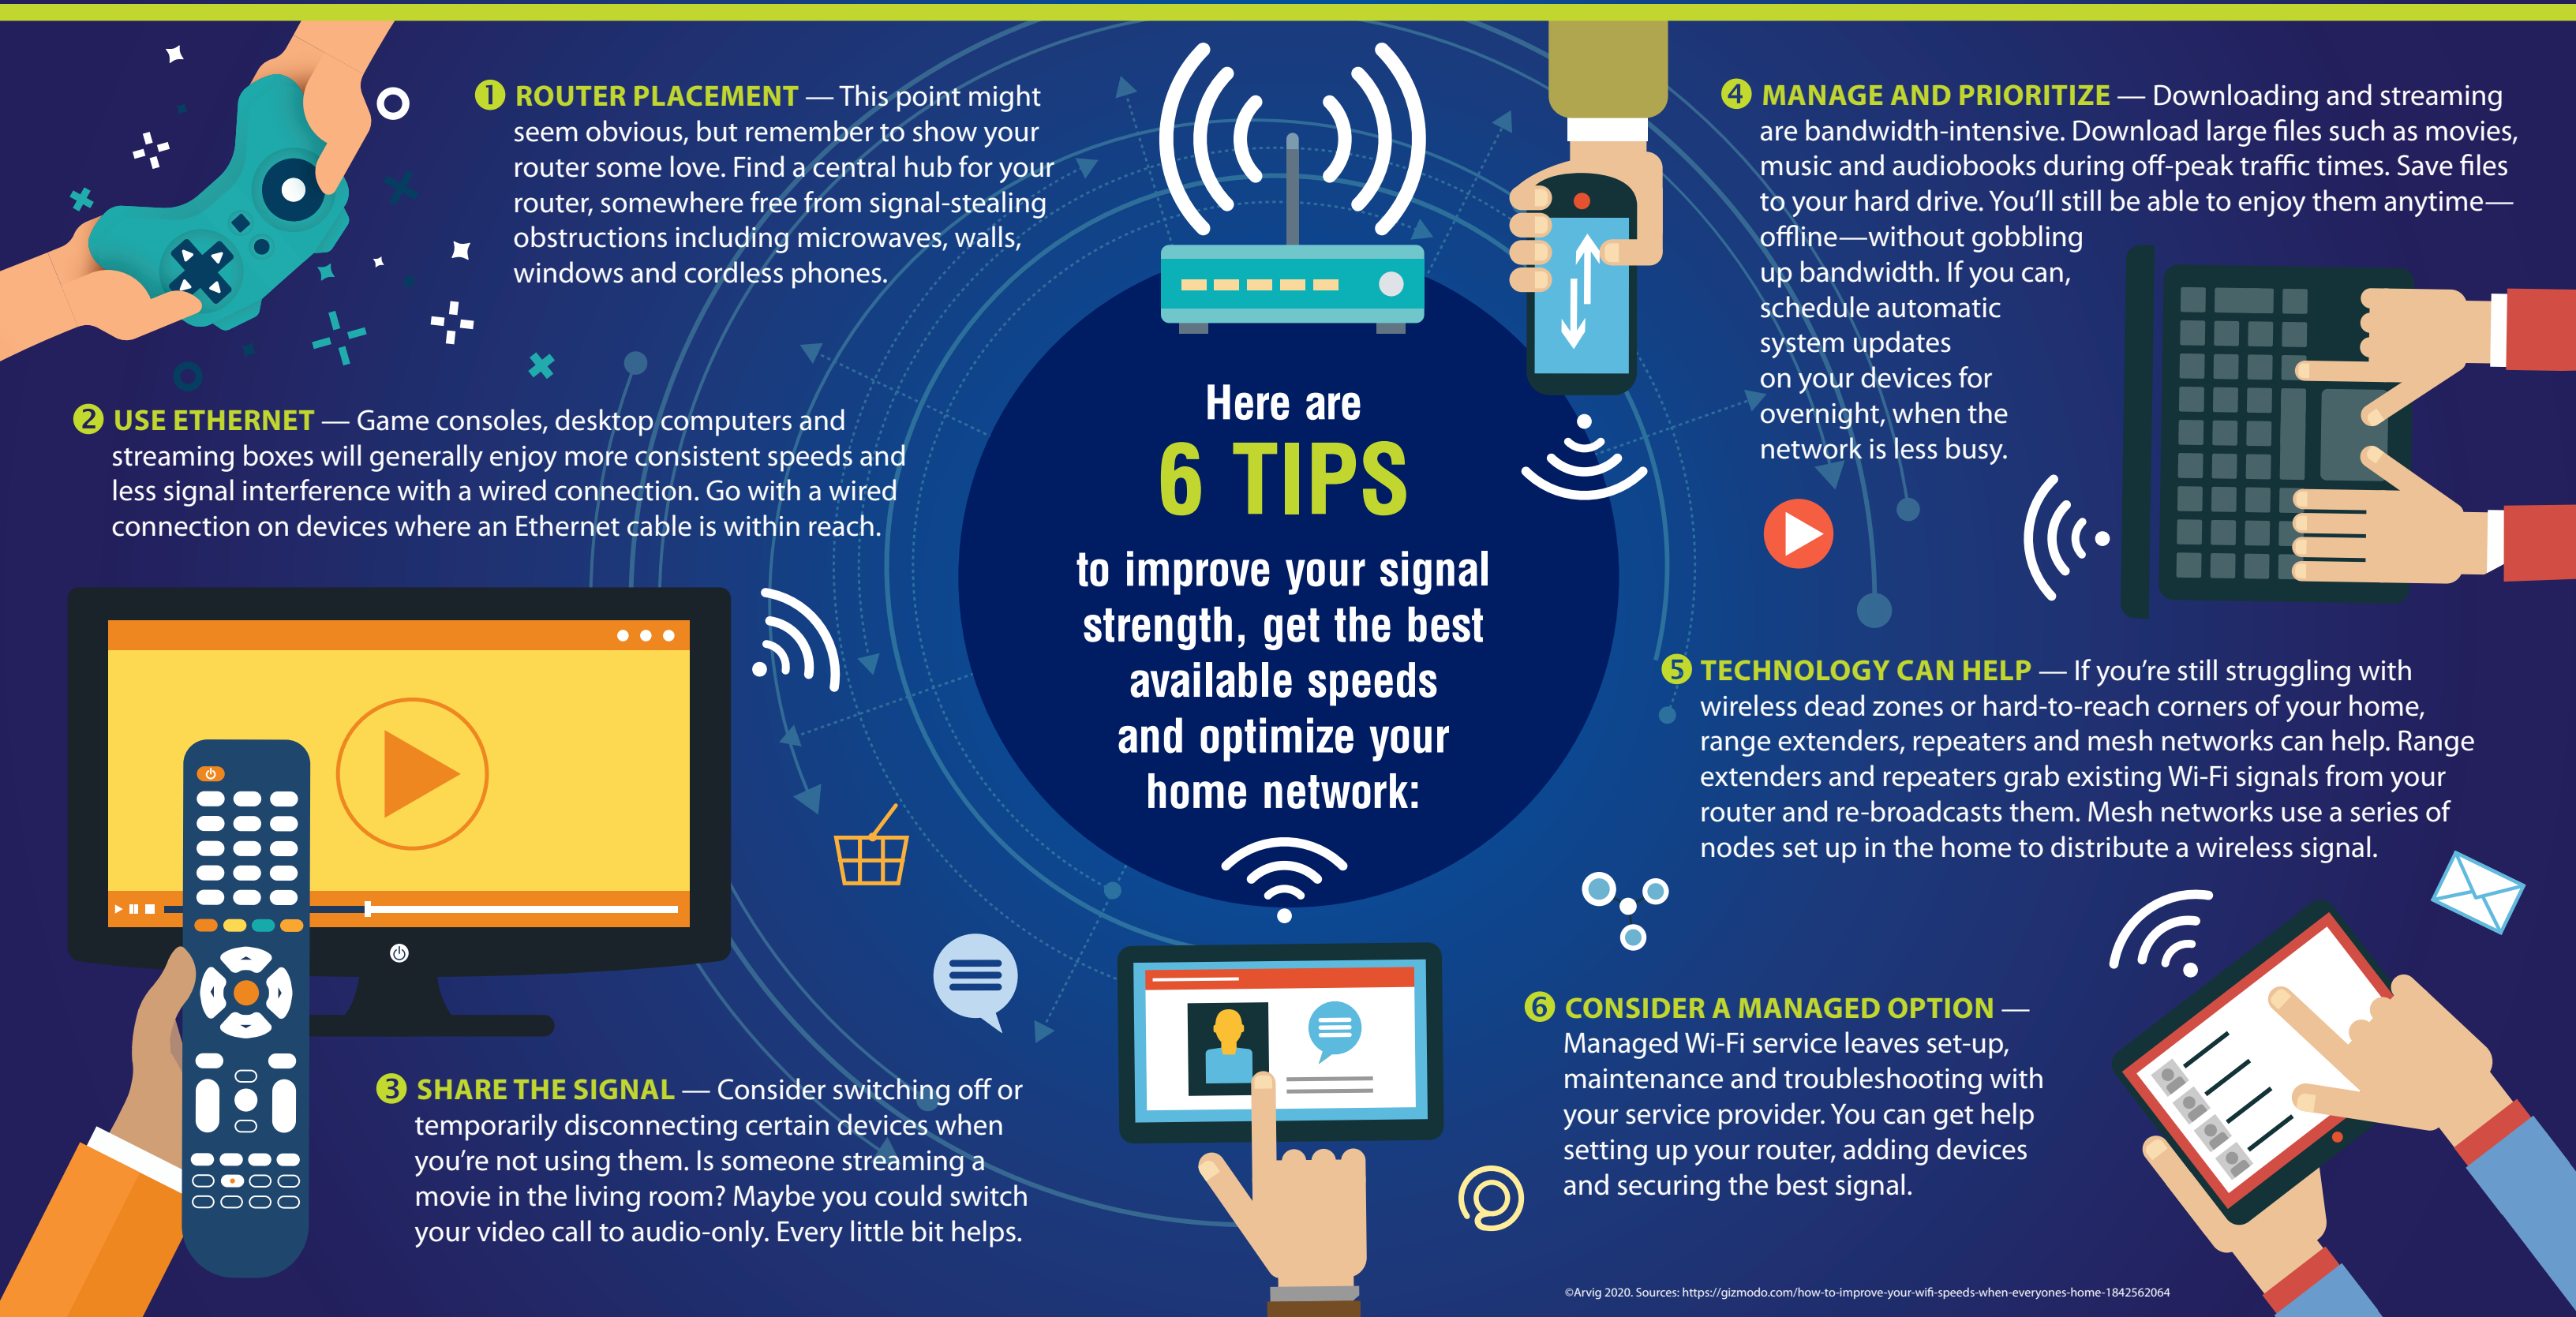 Here are
6 TIPS
to improve your signal
strength, get the best
available speeds
and optimize your
home network:
1 ROUTER PLACEMENT — This point might
seem obvious, but remember to show your
router some love. Find a central hub for your
router, somewhere free from signal-stealing
obstructions including microwaves, walls,
windows and cordless phones.
2 USE ETHERNET — Game consoles, desktop computers and
streaming boxes will generally enjoy more consistent speeds and
less signal interference with a wired connection. Go with a wired
connection on devices where an Ethernet cable is within reach.
3 SHARE THE SIGNAL — Consider switching off or
temporarily disconnecting certain devices when
you’re not using them. Is someone streaming a
movie in the living room? Maybe you could switch
your video call to audio-only. Every little bit helps.
4 MANAGE AND PRIORITIZE — Downloading and streaming
are bandwidth-intensive. Download large files such as movies,
music and audiobooks during off-peak traffic times. Save files
to your hard drive. You’ll still be able to enjoy them anytime—
offline—without gobbling
up bandwidth. If you can,
schedule automatic
system updates
on your devices for
overnight, when the
network is less busy.
5 TECHNOLOGY CAN HELP — If you’re still struggling with
wireless dead zones or hard-to-reach corners of your home,
range extenders, repeaters and mesh networks can help. Range
extenders and repeaters grab existing Wi-Fi signals from your
router and re-broadcasts them. Mesh networks use a series of
nodes set up in the home to distribute a wireless signal.
6 CONSIDER A MANAGED OPTION —
Managed Wi-Fi service leaves set-up,
maintenance and troubleshooting with
your service provider. You can get help
setting up your router, adding devices
and securing the best signal.
©Arvig 2020. Sources: https://gizmodo.com/how-to-improve-your-wifi-speeds-when-everyones-home-1842562064